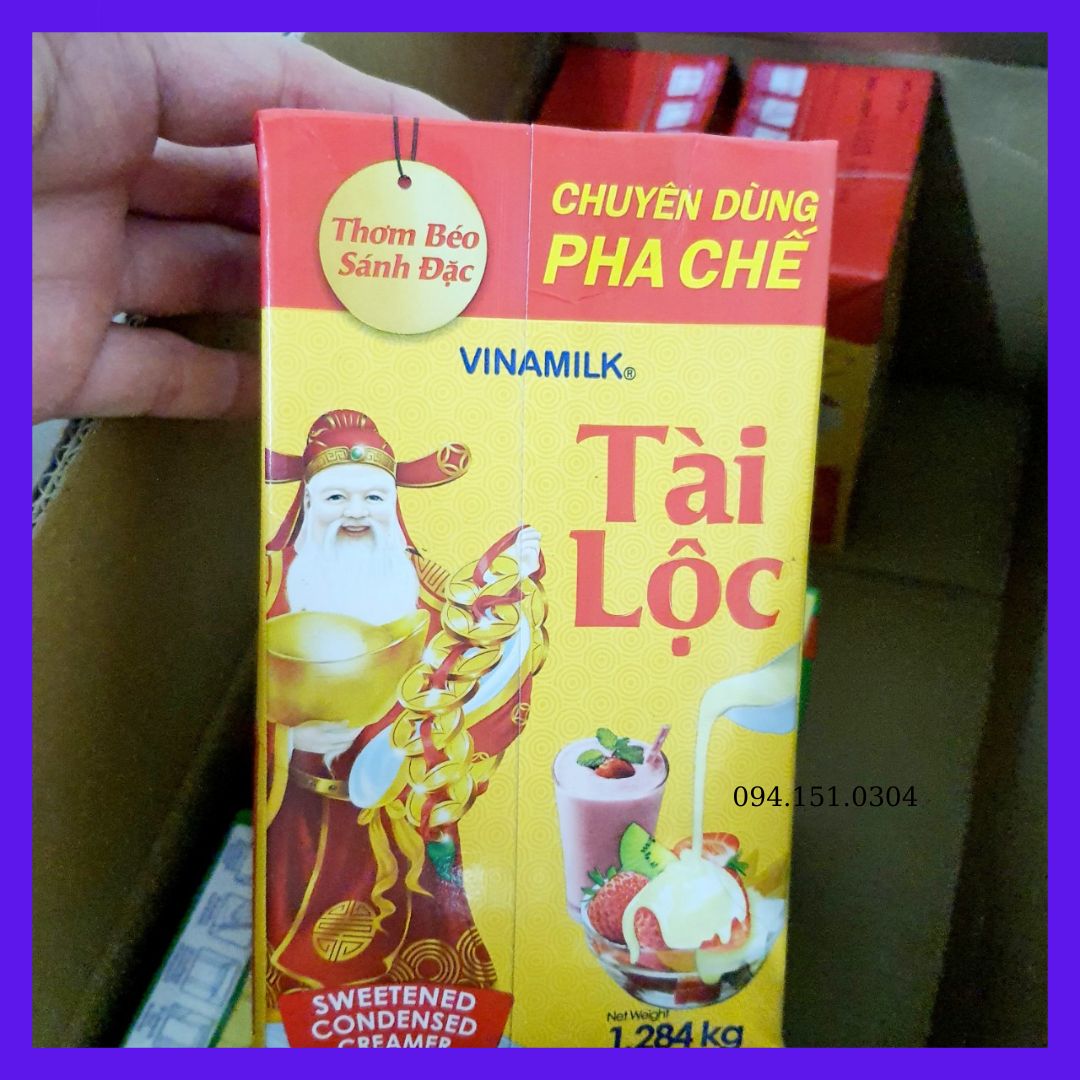 Thơm Béo
Sánh Đặc
CHUYÊN DÙNG
PHA CHẾ
VINAMILK®
Tài
Lộc
094.151.0304
SWEETENED
CONDENSED
CREAMER
Net Weight
1,284 kg